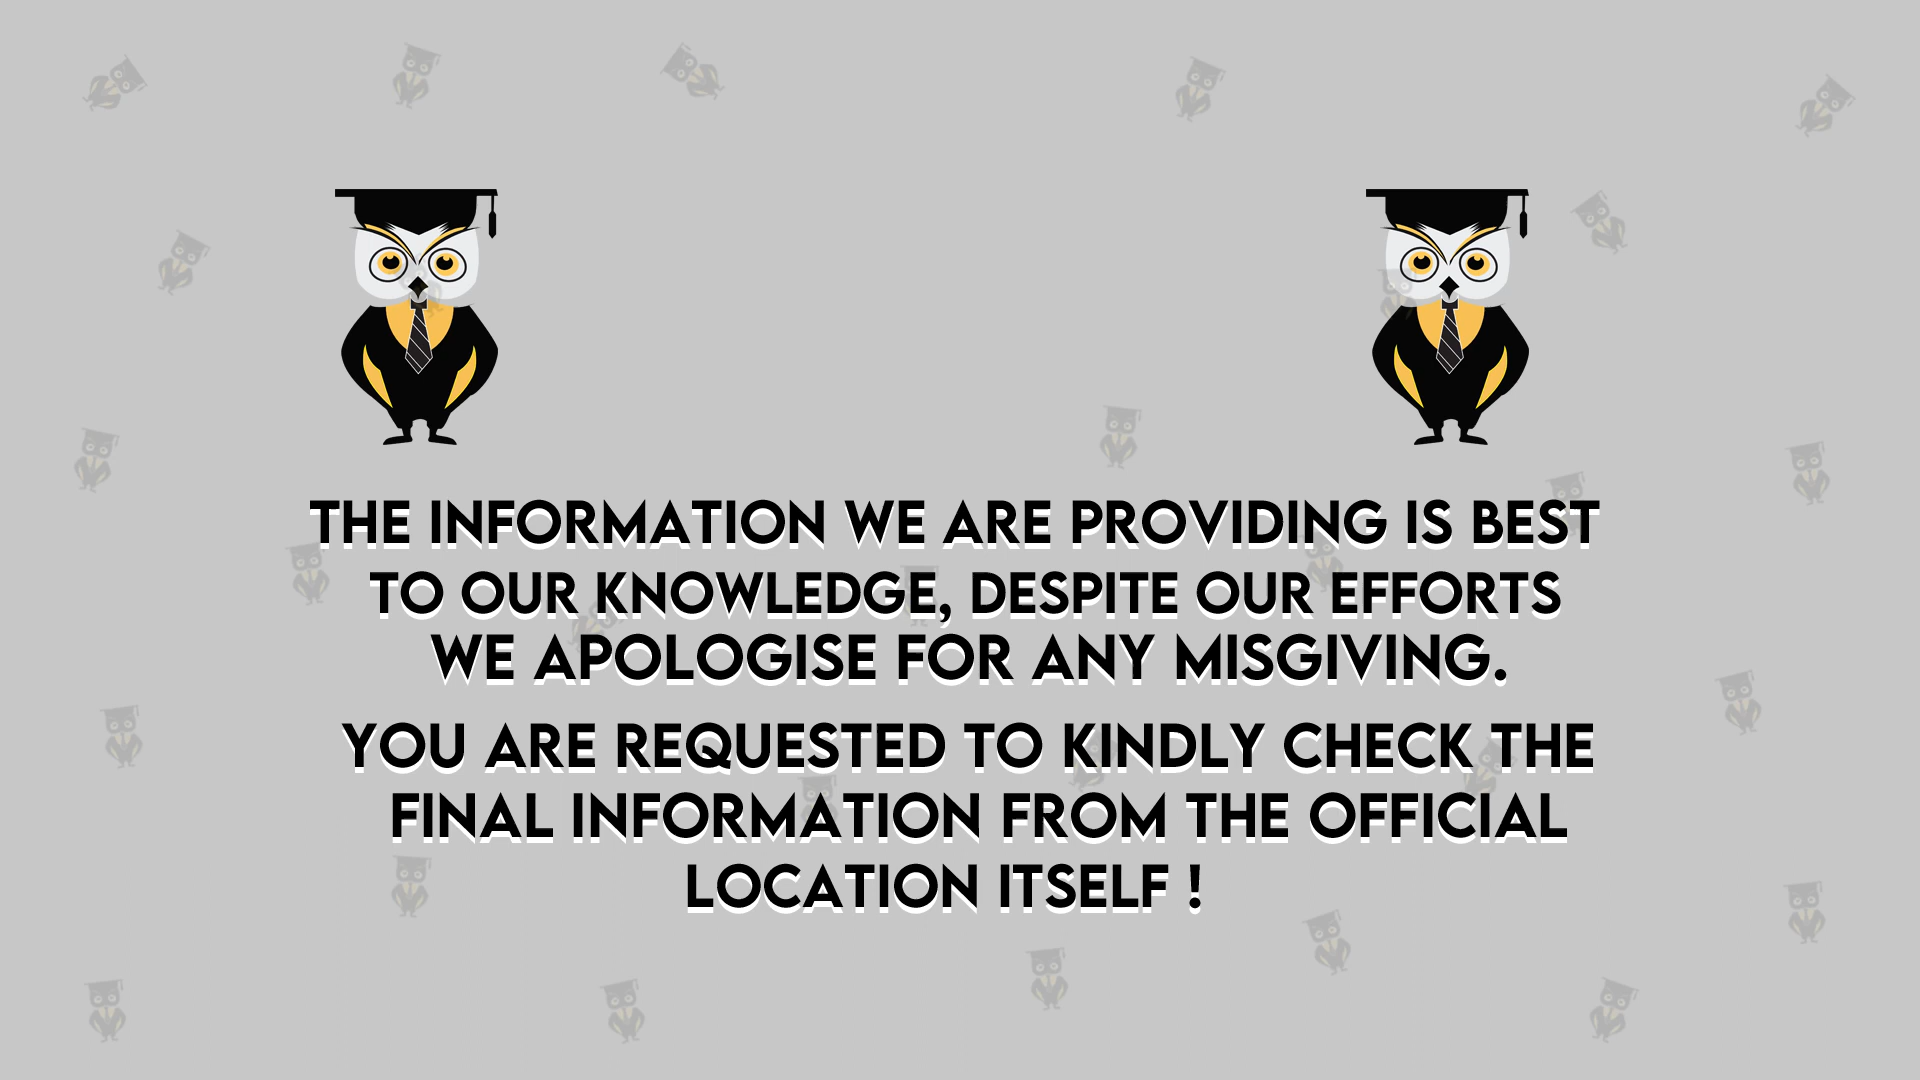 THE INFORMATION WE ARE PROVIDING IS BEST
TO OUR KNOWLEDGE, DESPITE OUR EFFORTS
WE APOLOGISE FOR ANY MISGIVING.
YOU ARE REQUESTED TO KINDLY CHECK THE
FINAL INFORMATION FROM THE OFFICIAL
LOCATION ITSELF !